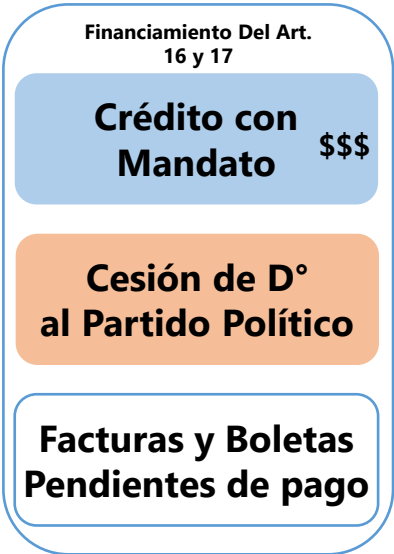 Financiamiento Del Art.
16 y 17
Crédito con
Mandato
$$$
Cesión de D°
al Partido Político
Facturas y Boletas
Pendientes de pago